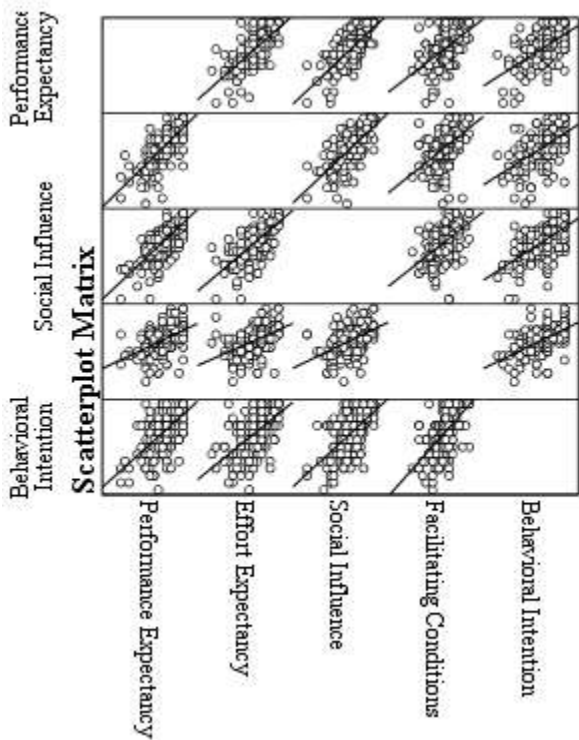 Performance
Expectancy
Social Influence
Behavioral
Intention
Scatterplot Matrix
Performance Expectancy
Effort Expectancy
Social Influence
Facilitating Conditions
Behavioral Intention